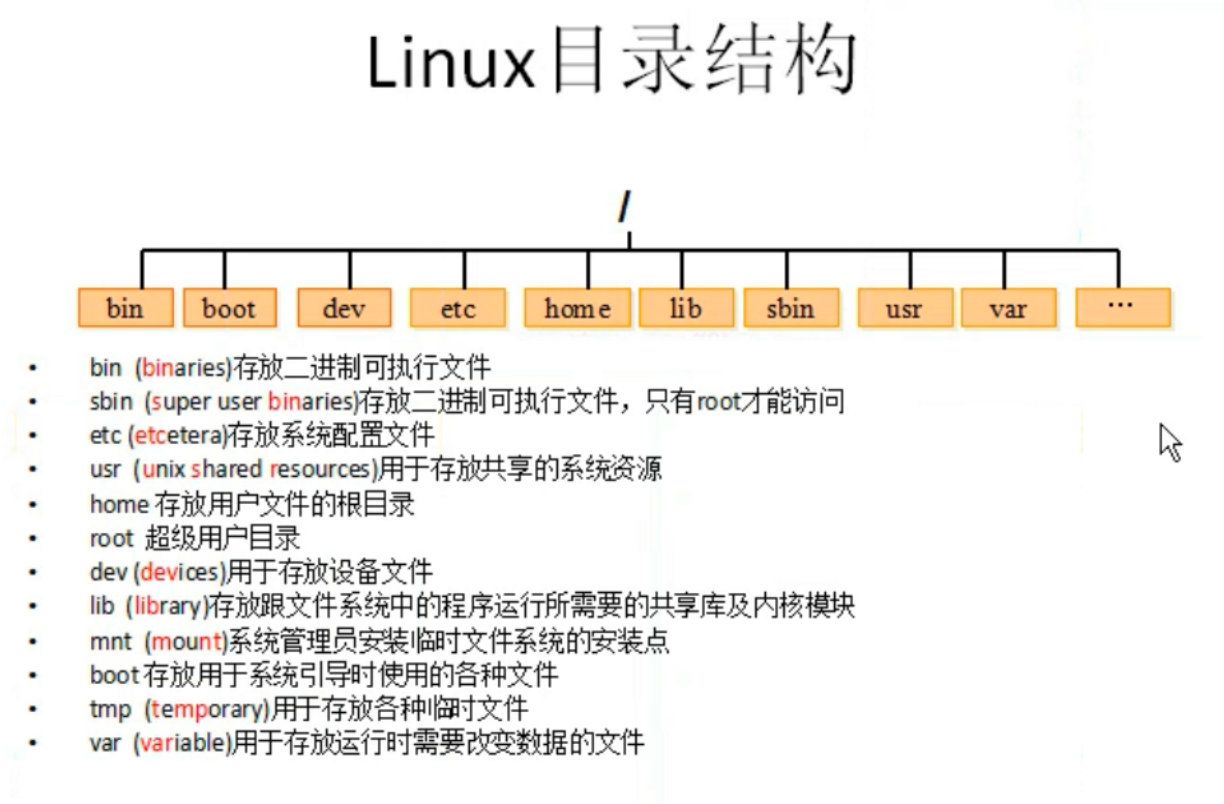 Linux目录结构
/
bin boot dev etc home lib sbin usr var ...
• bin (binaries)存放二进制可执行文件
• sbin (super user binaries)存放二进制可执行文件，只有root才能访问
• etc (etcetera)存放系统配置文件
• usr (unix shared resources)用于存放共享的系统资源
• home 存放用户文件的根目录
• root 超级用户目录
• dev (devices)用于存放设备文件
• lib (library)存放跟文件系统中的程序运行所需要的共享库及内核模块
• mnt (mount)系统管理员安装临时文件系统的安装点
• boot 存放用于系统引导时使用的各种文件
• tmp (temporary)用于存放各种临时文件
• var (variable)用于存放运行时需要改变数据的文件